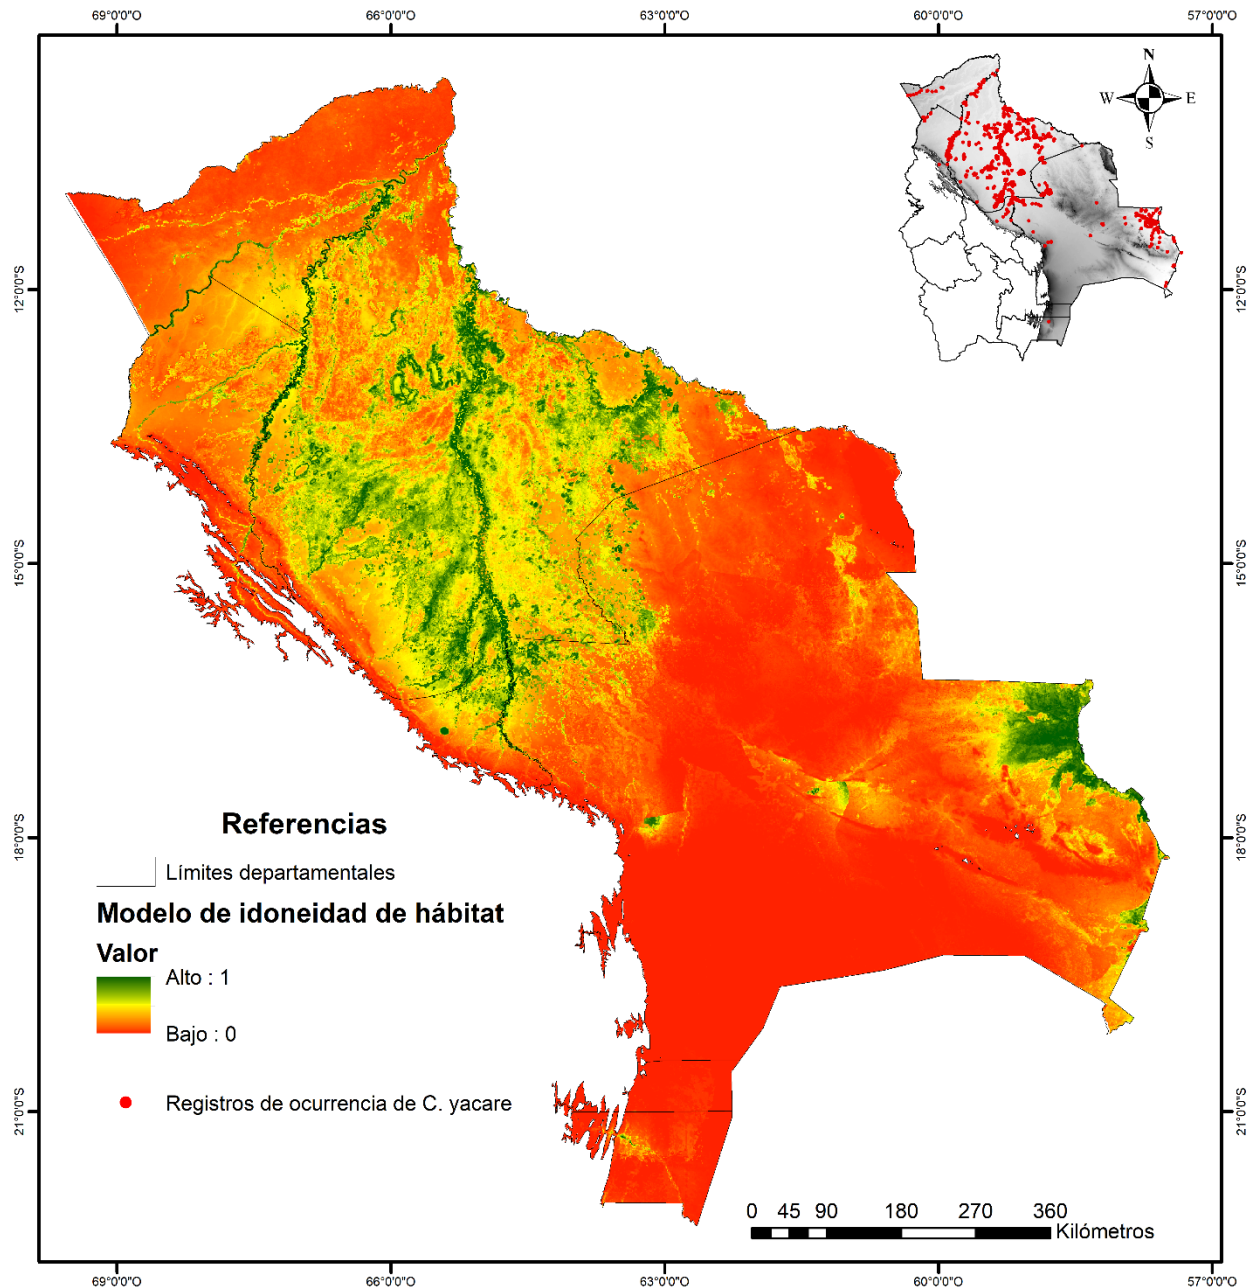 69°0'0"O 66°0'0"O 63°0'0"O 60°0'0"O 57°0'0"O
N
W E
S
12°0'0"S 12°0'0"S
15°0'0"S 15°0'0"S
18°0'0"S 18°0'0"S
21°0'0"S 21°0'0"S
Referencias
Límites departamentales
Modelo de idoneidad de hábitat
Valor
Alto : 1
Bajo : 0
Registros de ocurrencia de C. yacare
0 45 90 180 270 360
Kilómetros
69°0'0"O 66°0'0"O 63°0'0"O 60°0'0"O 57°0'0"O